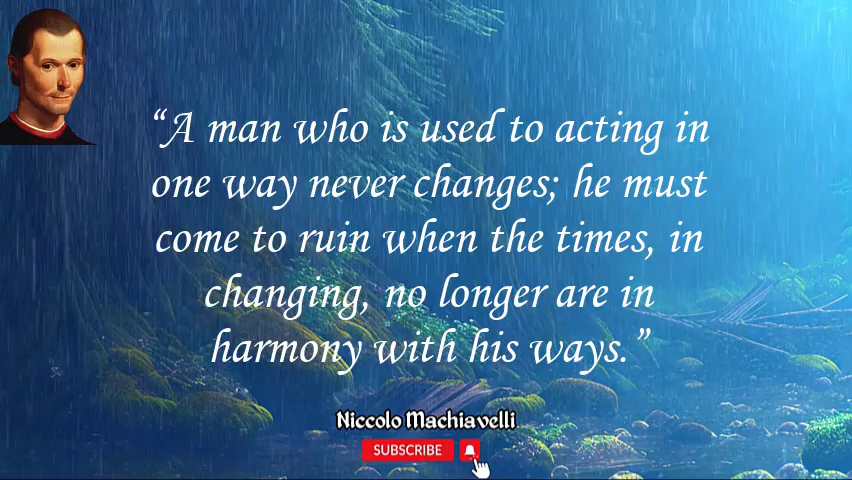 “A man who is used to acting in
one way never changes; he must
come to ruin when the times, in
changing, no longer are in
harmony with his ways.”
Niccolo Machiavelli
SUBSCRIBE